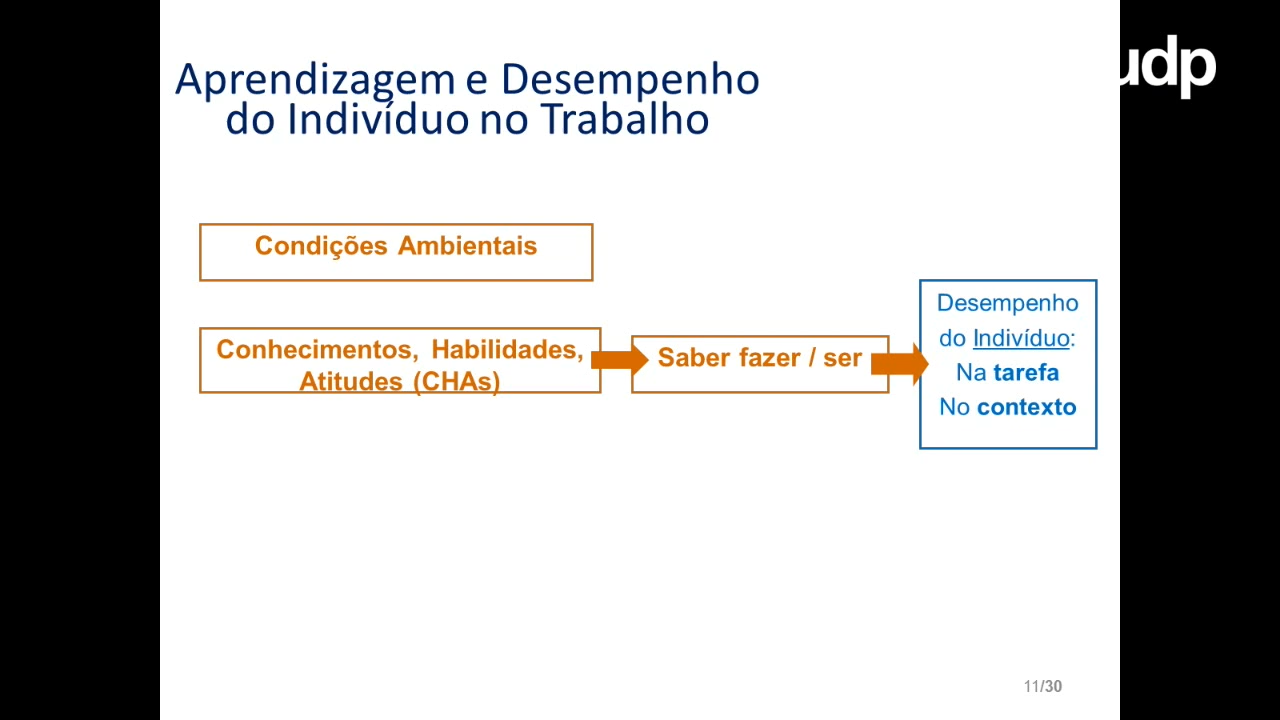 udp
Aprendizagem e Desempenho
do Indivíduo no Trabalho
Condições Ambientais
Conhecimentos, Habilidades,
Atitudes (CHAs)
Saber fazer / ser
Desempenho
do Indivíduo:
Na tarefa
No contexto
11/30